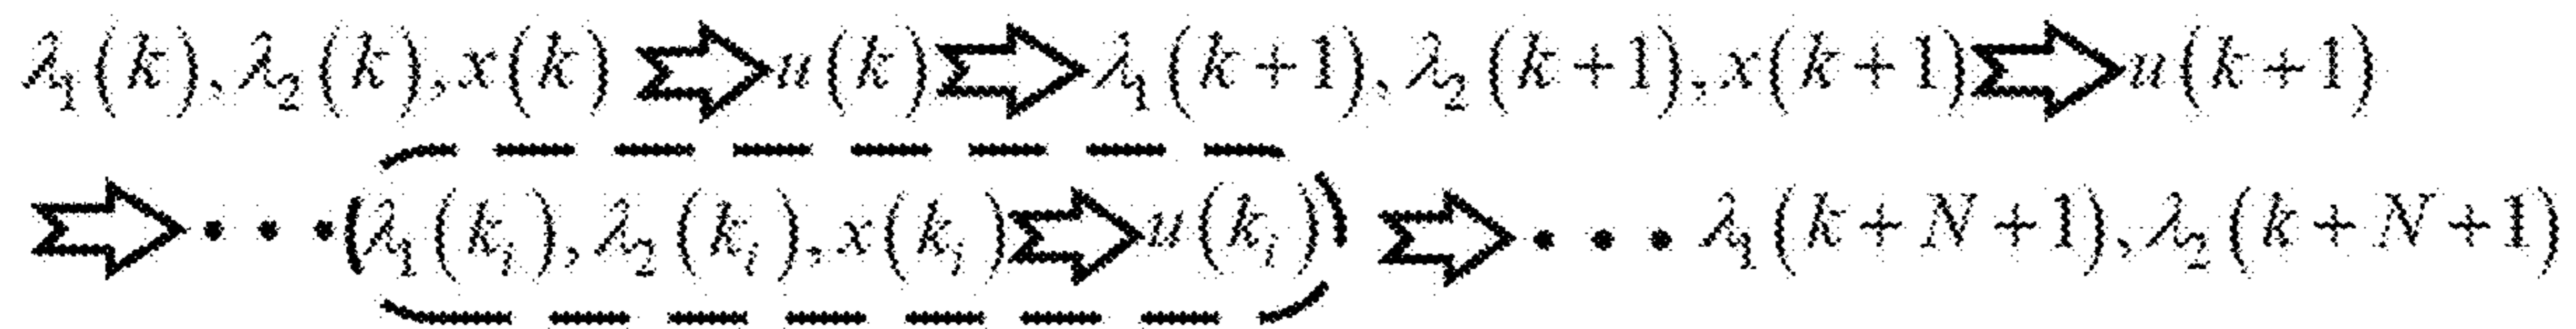 λ₁(k), λ₂(k), x(k) ⇨ u(k) ⇨ λ₁(k+1), λ₂(k+1), x(k+1) ⇨ u(k+1)
⇨ • • • (λ₁(kᵢ), λ₂(kᵢ), x(kᵢ) ⇨ u(kᵢ)) ⇨ • • • λ₁(k+N+1), λ₂(k+N+1)